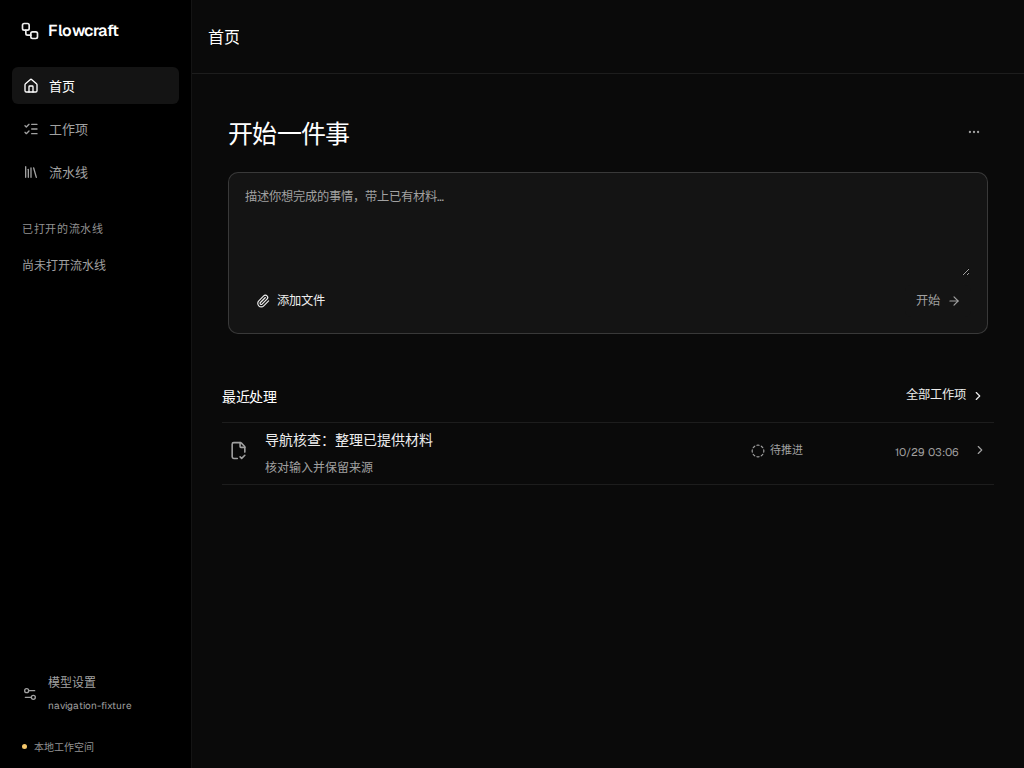 Flowcraft
首页
工作项
流水线
已打开的流水线
尚未打开流水线
模型设置
navigation-fixture
本地工作空间
首页
开始一件事
描述你想完成的事情，带上已有材料…
添加文件
开始
最近处理
全部工作项
导航核查：整理已提供材料
核对输入并保留来源
待推进
10/29 03:06